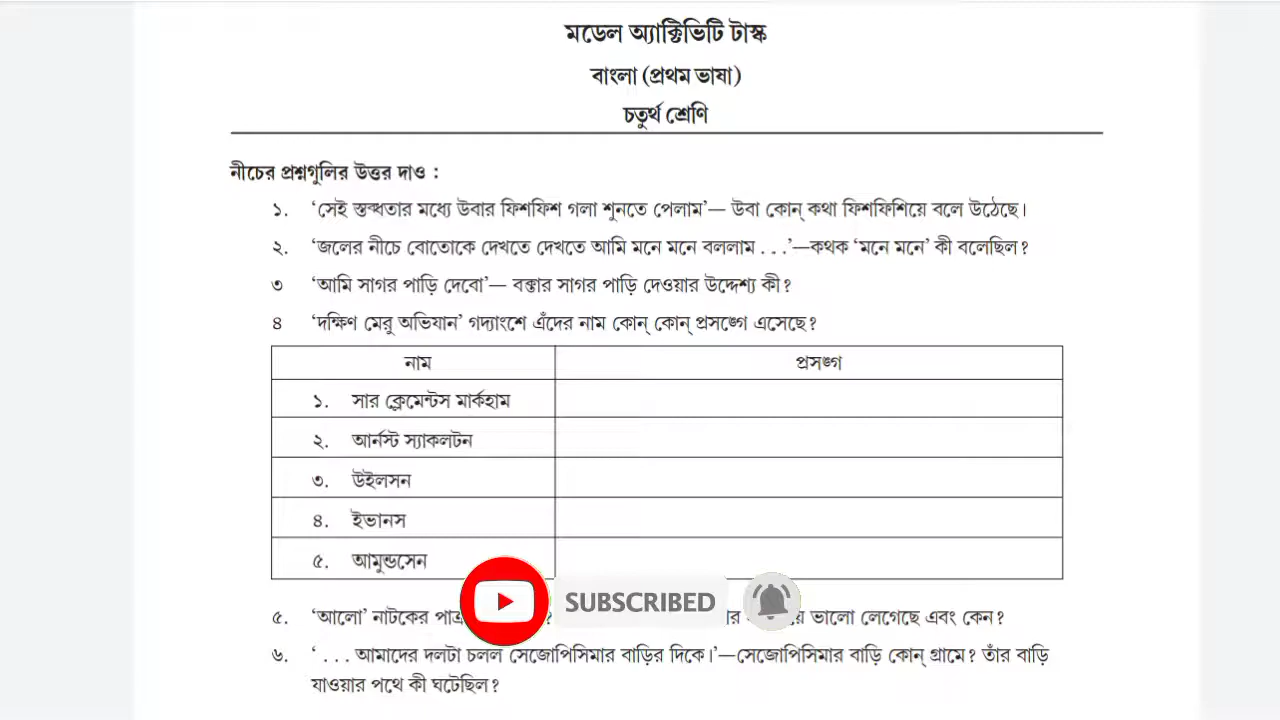 মডেল অ্যাক্টিভিটি টাস্ক
বাংলা (প্রথম ভাষা)
চতুর্থ শ্রেণি
নীচের প্রশ্নগুলির উত্তর দাও :
১. ‘সেই স্তব্ধতার মধ্যে উবার ফিশফিশ গলা শুনতে পেলাম’— উবা কোন্ কথা ফিশফিশিয়ে বলে উঠেছে।
২. ‘জলের নীচে বোতোকে দেখতে দেখতে আমি মনে মনে বললাম . . .’—কথক ‘মনে মনে’ কী বলেছিল?
৩ ‘আমি সাগর পাড়ি দেবো’— বক্তার সাগর পাড়ি দেওয়ার উদ্দেশ্য কী?
৪ ‘দক্ষিণ মেরু অভিযান’ গদ্যাংশে এঁদের নাম কোন্ কোন্ প্রসঙ্গে এসেছে?
নাম প্রসঙ্গ
১. সার ক্লেমেন্টস মার্কহাম
২. আর্নস্ট স্যাকলটন
৩. উইলসন
৪. ইভানস
৫. আমুন্ডসেন
৫. ‘আলো’ নাটকের ? ভালো লেগেছে এবং কেন?
SUBSCRIBED
৬. ‘ . . . আমাদের দলটা চলল সেজোপিসিমার বাড়ির দিকে।’—সেজোপিসিমার বাড়ি কোন্ গ্রামে? তাঁর বাড়ি
যাওয়ার পথে কী ঘটেছিল?